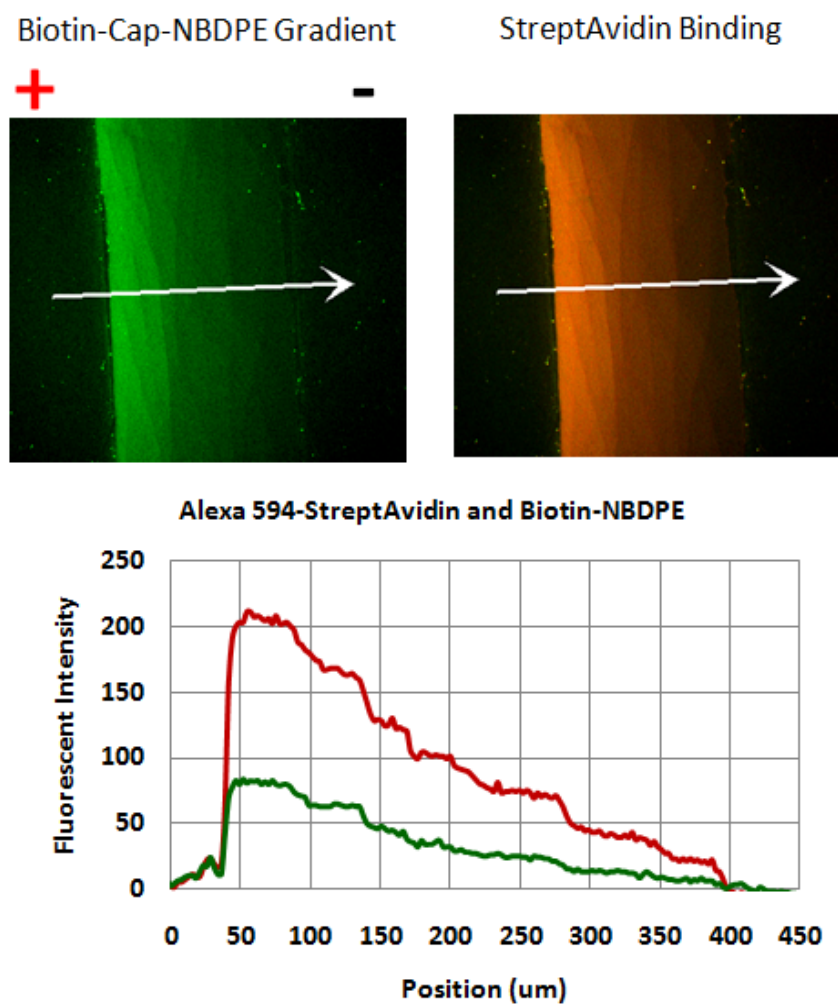 Biotin-Cap-NBDPE Gradient
StreptAvidin Binding
+
-
Alexa 594-StreptAvidin and Biotin-NBDPE
Fluorescent Intensity
250
200
150
100
50
0
0 50 100 150 200 250 300 350 400 450
Position (um)